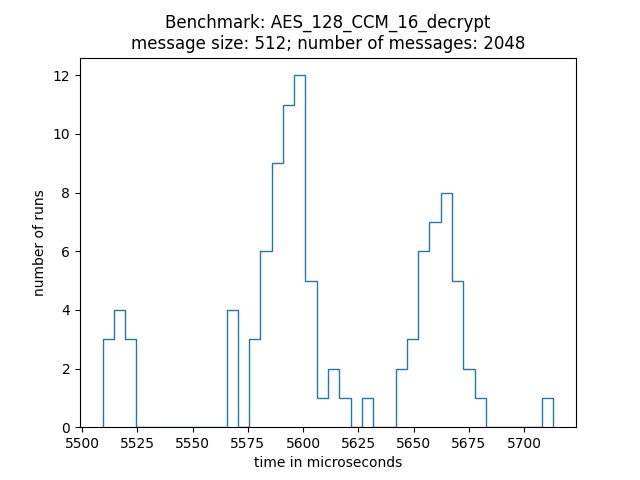 Benchmark: AES_128_CCM_16_decrypt
message size: 512; number of messages: 2048
12
10
8
6
4
2
0
number of runs
5500 5525 5550 5575 5600 5625 5650 5675 5700
time in microseconds